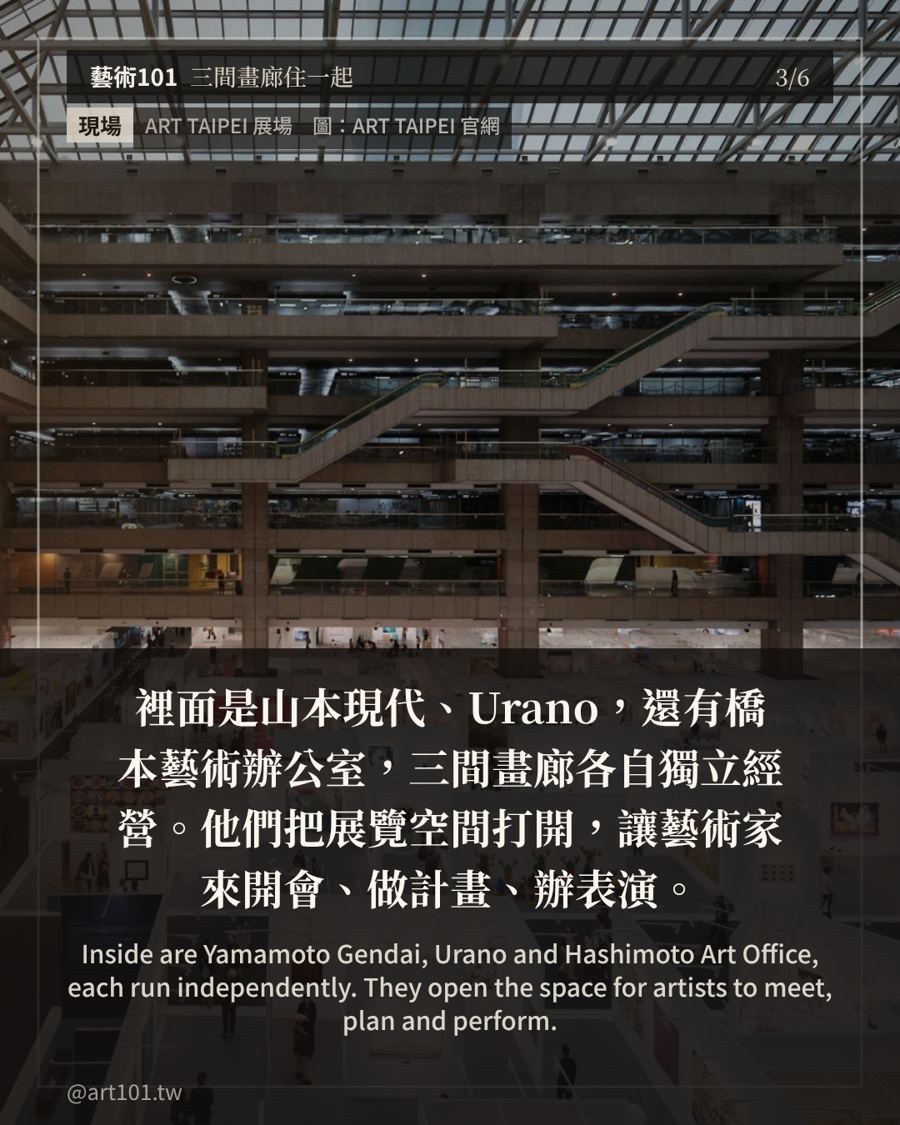 藝術101 三間畫廊住一起 3/6
現場 ART TAIPEI 展場 圖：ART TAIPEI 官網
裡面是山本現代、Urano，還有橋
本藝術辦公室，三間畫廊各自獨立經
營。他們把展覽空間打開，讓藝術家
來開會、做計畫、辦表演。
Inside are Yamamoto Gendai, Urano and Hashimoto Art Office,
each run independently. They open the space for artists to meet,
plan and perform.
@art101.tw